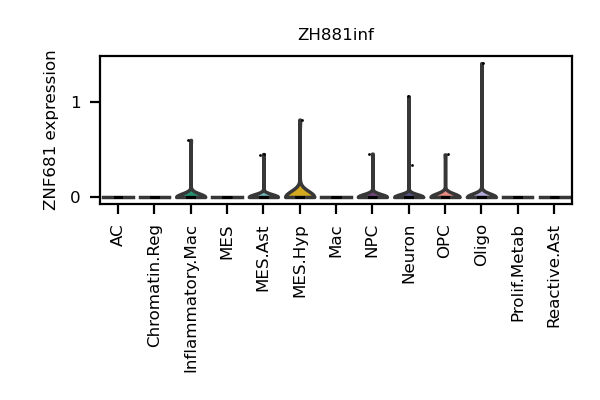 ZH881inf
ZNF681 expression
1
0
AC
Chromatin.Reg
Inflammatory.Mac
MES
MES.Ast
MES.Hyp
Mac
NPC
Neuron
OPC
Oligo
Prolif.Metab
Reactive.Ast